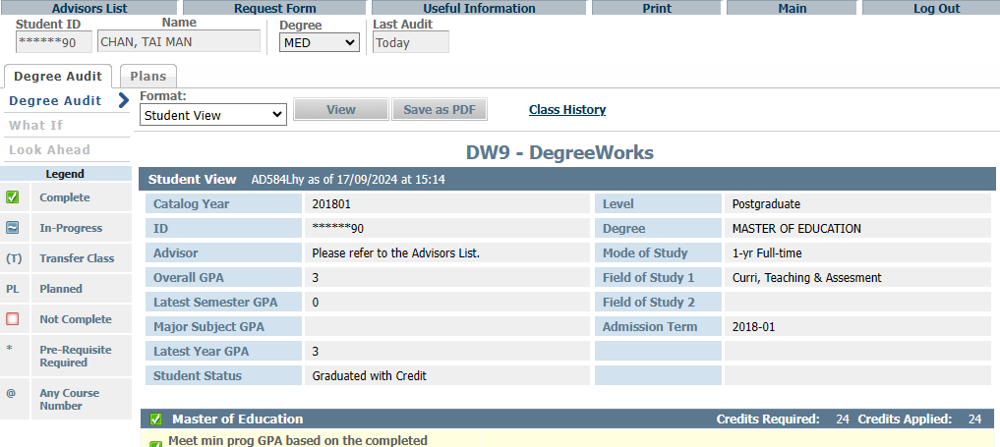 Advisors List Request Form Useful Information Print Main Log Out
Student ID Name Degree Last Audit
******90 CHAN, TAI MAN MED Today
Degree Audit Plans
Degree Audit
What If
Look Ahead
Format:
Student View View Save as PDF Class History
DW9 - DegreeWorks
Legend
Complete
In-Progress
(T) Transfer Class
PL Planned
Not Complete
* Pre-Requisite
Required
@ Any Course
Number
Student View AD584Lhy as of 17/09/2024 at 15:14
Catalog Year 201801 Level Postgraduate
ID ******90 Degree MASTER OF EDUCATION
Advisor Please refer to the Advisors List. Mode of Study 1-yr Full-time
Overall GPA 3 Field of Study 1 Curri, Teaching & Assesment
Latest Semester GPA 0 Field of Study 2
Major Subject GPA Admission Term 2018-01
Latest Year GPA 3
Student Status Graduated with Credit
Master of Education Credits Required: 24 Credits Applied: 24
Meet min prog GPA based on the completed